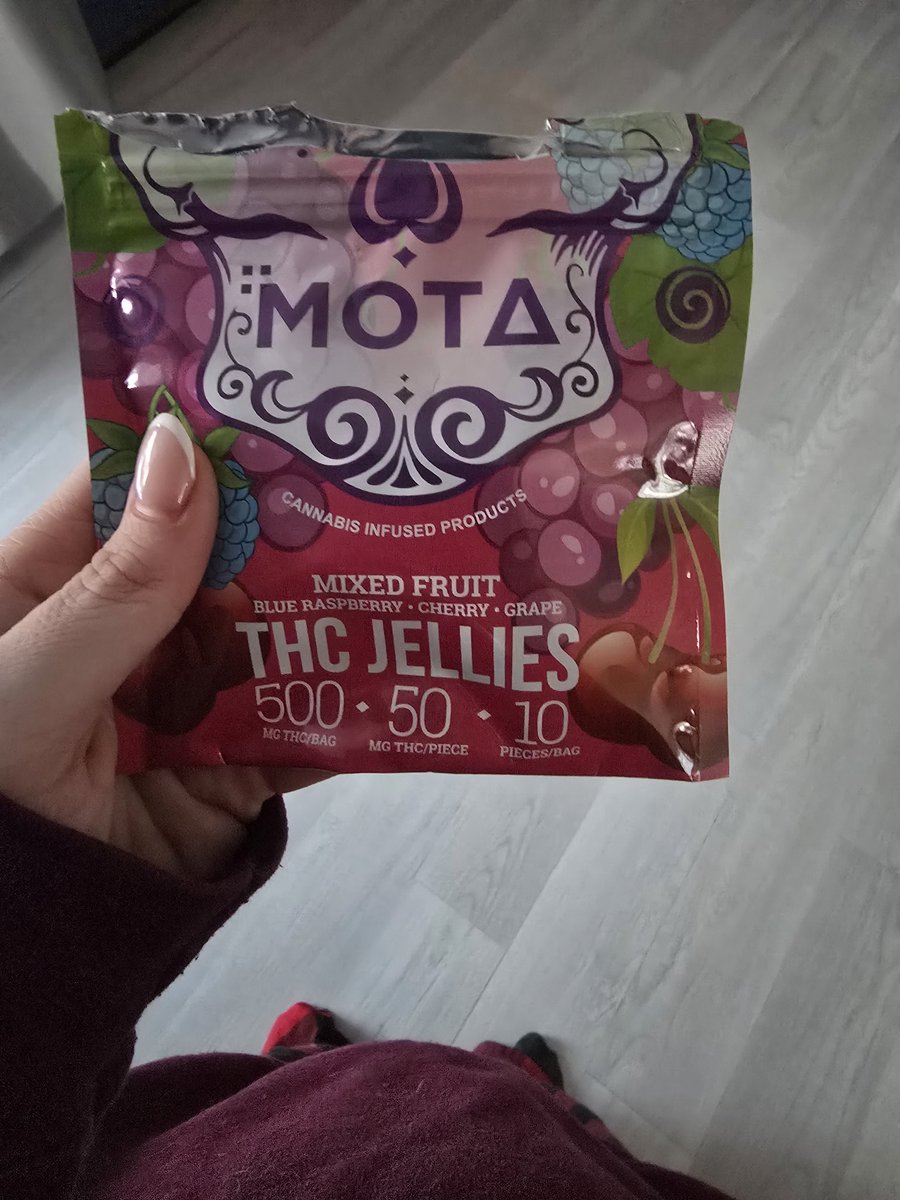 MOTA
CANNABIS INFUSED PRODUCTS
MIXED FRUIT
BLUE RASPBERRY • CHERRY • GRAPE
THC JELLIES
500 • 50 • 10
MG THC/BAG MG THC/PIECE PIECES/BAG